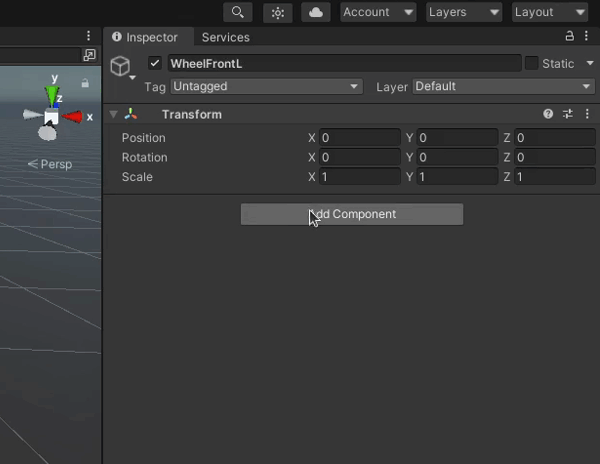 Account Layers Layout
Inspector Services
WheelFrontL Static
Tag Untagged Layer Default
Transform
Position X 0 Y 0 Z 0
Rotation X 0 Y 0 Z 0
Scale X 1 Y 1 Z 1
Add Component
y
z
x
Persp